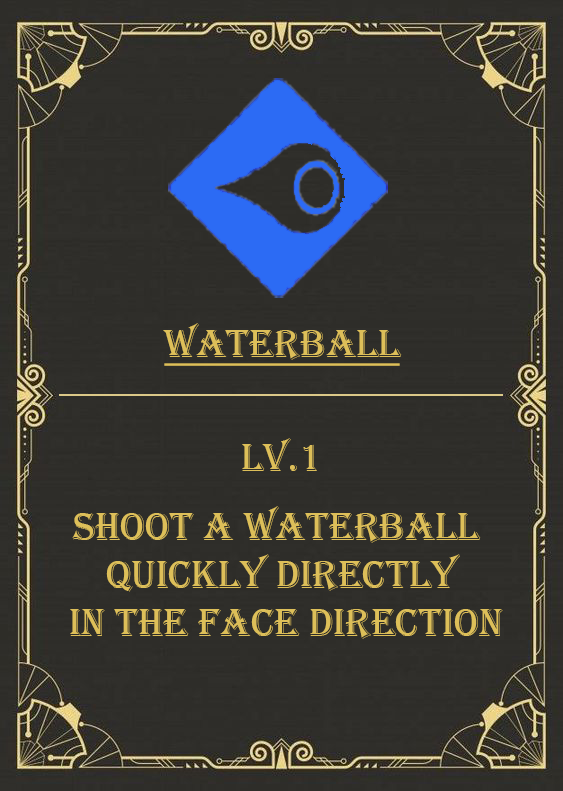 WATERBALL
LV.1
SHOOT A WATERBALL
QUICKLY DIRECTLY
IN THE FACE DIRECTION